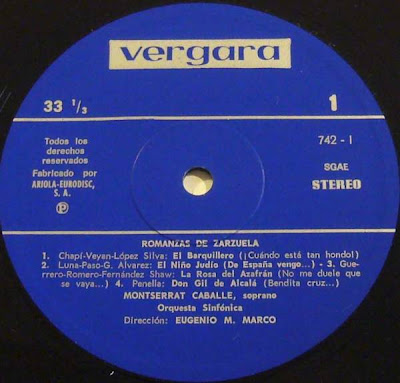 vergara
33 1/3
1
Todos los
derechos
reservados
Fabricado por
ARIOLA-EURODISC,
S. A.
P
742 - I
SGAE
STEREO
ROMANZAS DE ZARZUELA
1. Chapí-Veyan-López Silva: El Barquillero (¡Cuándo está tan hondo!)
2. Luna-Paso-G. Alvarez: El Niño Judío (De España vengo...) - 3. Gue-
rrero-Romero-Fernández Shaw: La Rosa del Azafrán (No me duele que
se vaya...) 4. Penella: Don Gil de Alcalá (Bendita cruz...)
MONTSERRAT CABALLE, soprano
Orquesta Sinfónica
Dirección: EUGENIO M. MARCO